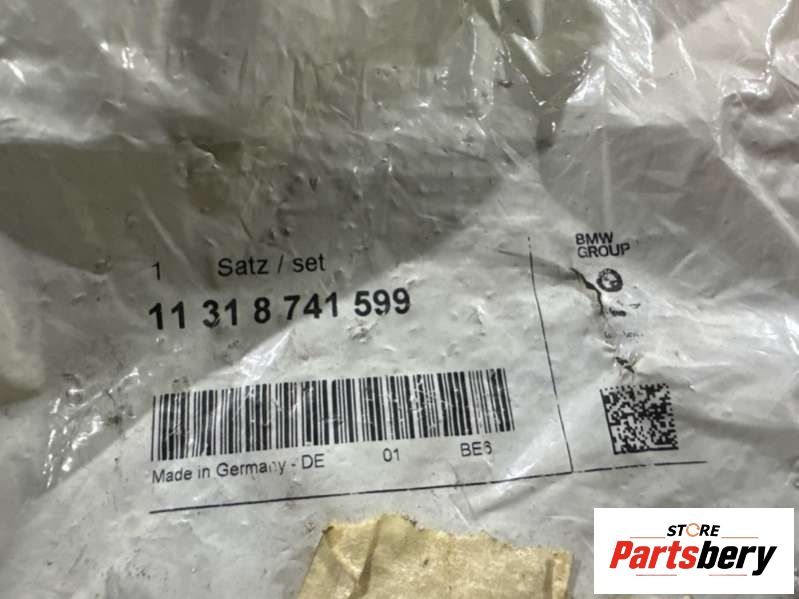 1 Satz / set
11 31 8 741 599
Made in Germany - DE 01 BE6
BMW
GROUP
STORE
Partsbery